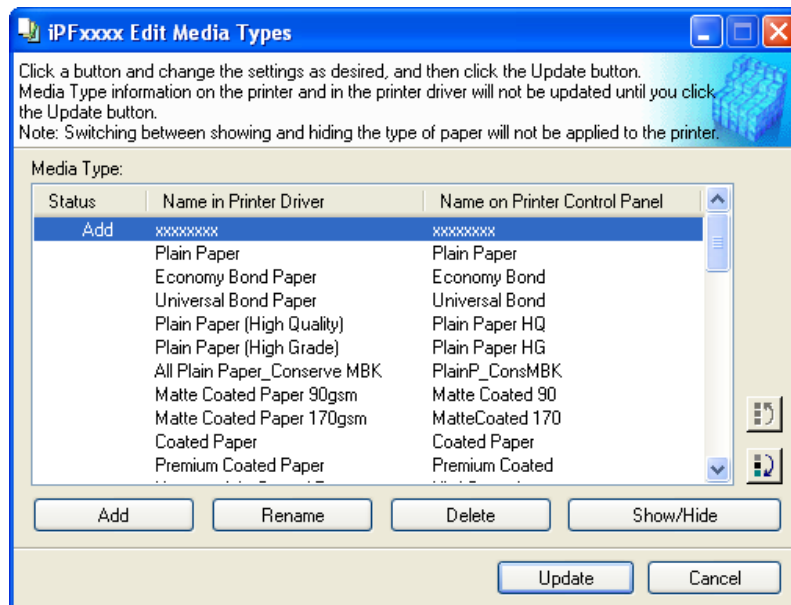 iPFxxxx Edit Media Types
Click a button and change the settings as desired, and then click the Update button.
Media Type information on the printer and in the printer driver will not be updated until you click
the Update button.
Note: Switching between showing and hiding the type of paper will not be applied to the printer.
Media Type:
Status Name in Printer Driver Name on Printer Control Panel
Add xxxxxxxx xxxxxxxx
Plain Paper Plain Paper
Economy Bond Paper Economy Bond
Universal Bond Paper Universal Bond
Plain Paper (High Quality) Plain Paper HQ
Plain Paper (High Grade) Plain Paper HG
All Plain Paper_Conserve MBK PlainP_ConsMBK
Matte Coated Paper 90gsm Matte Coated 90
Matte Coated Paper 170gsm MatteCoated 170
Coated Paper Coated Paper
Premium Coated Paper Premium Coated
Add Rename Delete Show/Hide
Update Cancel